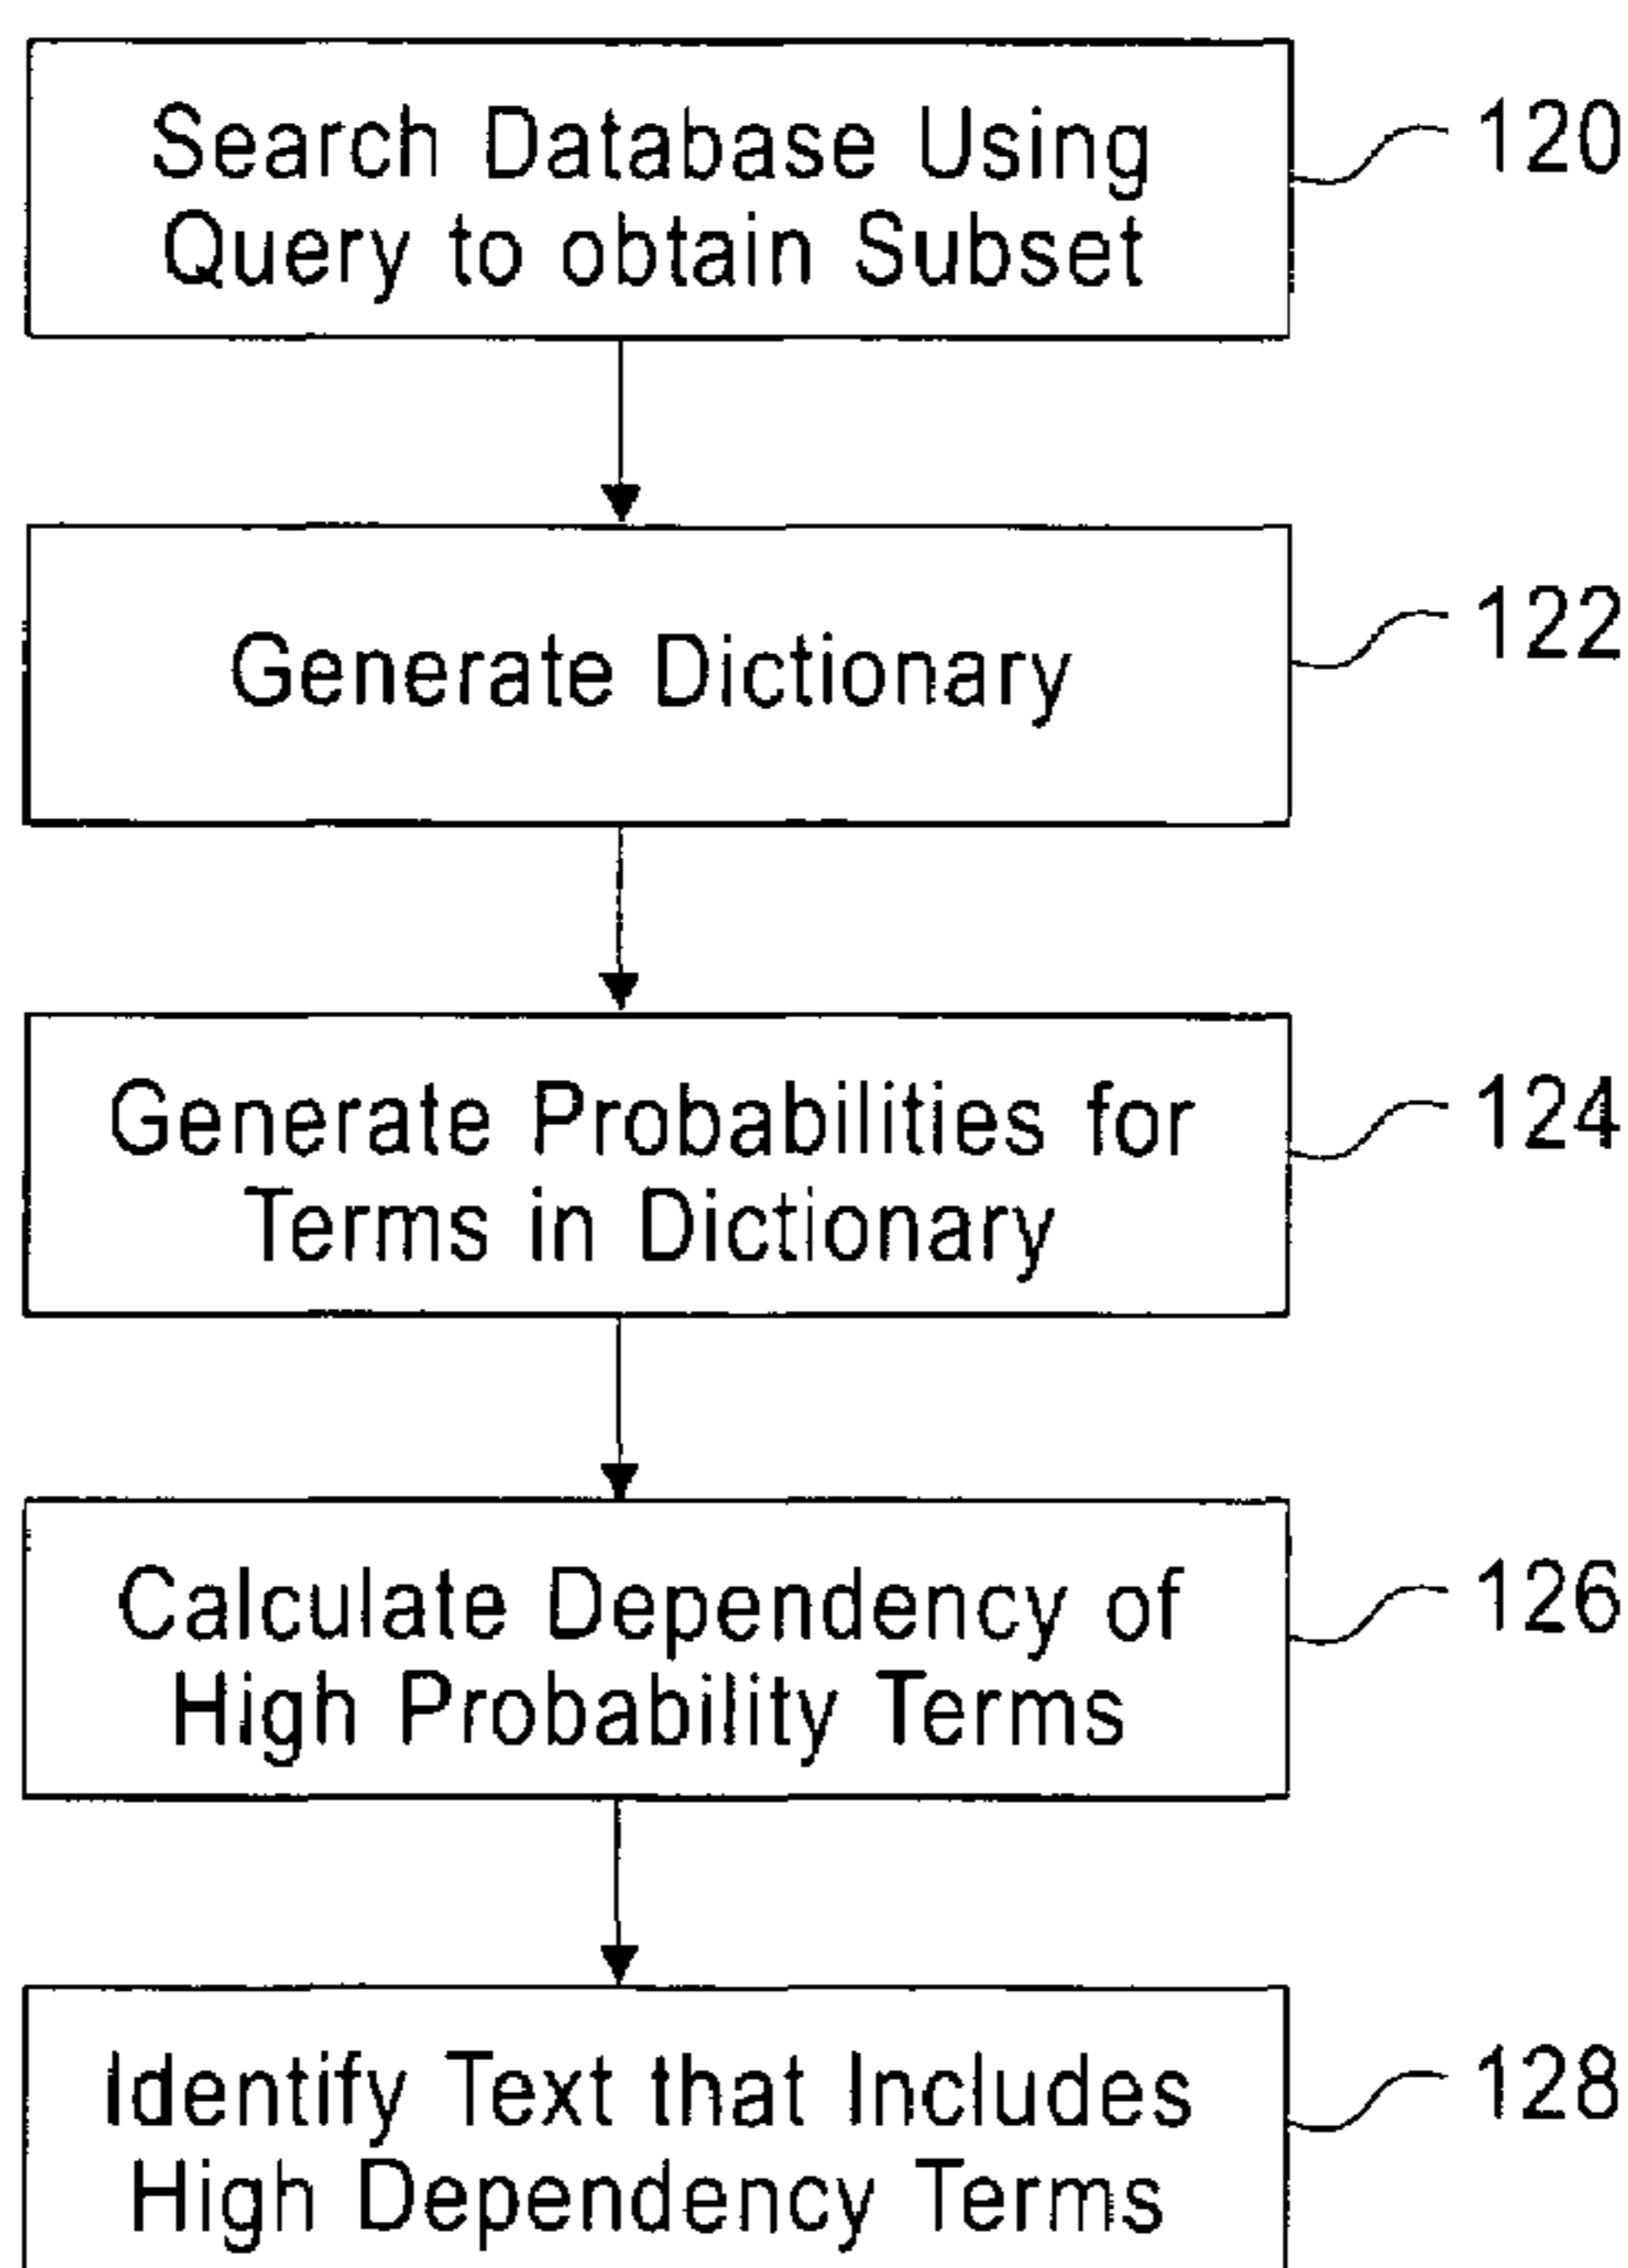 Search Database Using
Query to obtain Subset
120
Generate Dictionary
122
Generate Probabilities for
Terms in Dictionary
124
Calculate Dependency of
High Probability Terms
126
Identify Text that Includes
High Dependency Terms
128